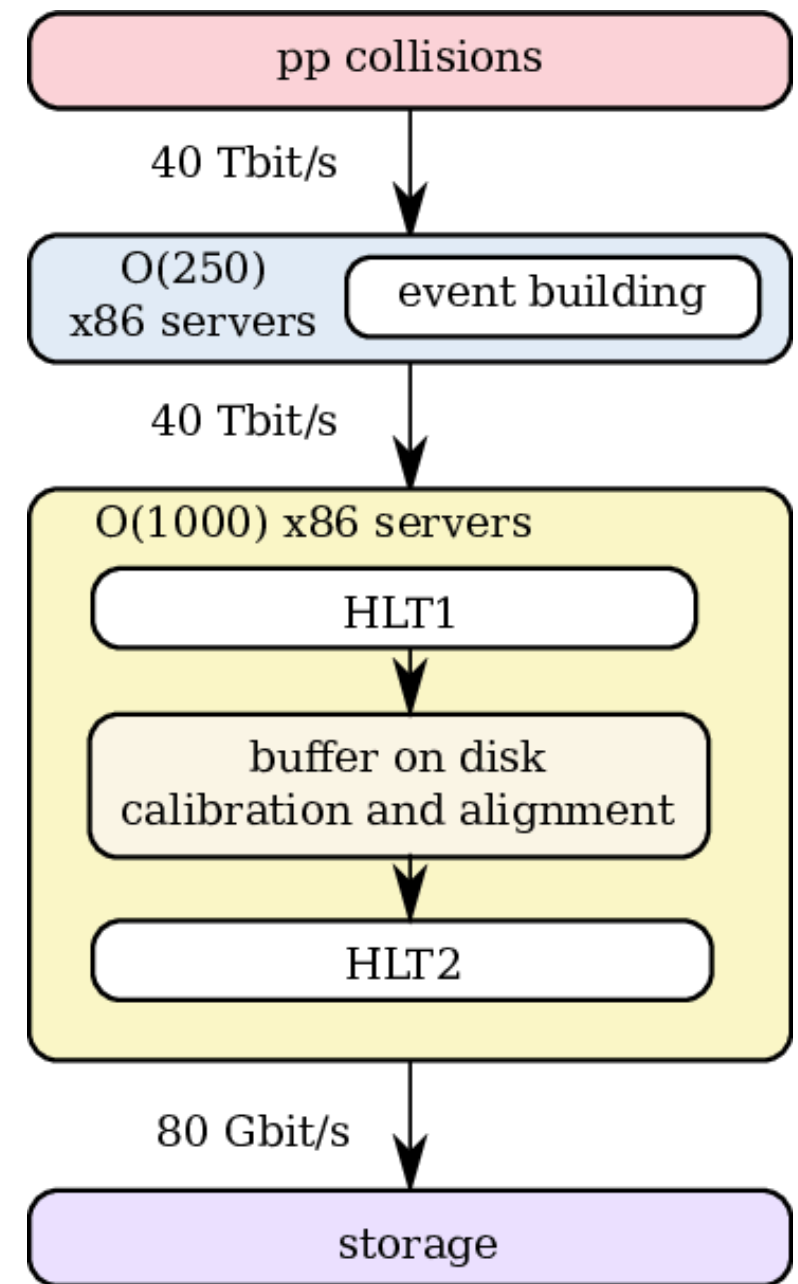 pp collisions
40 Tbit/s
O(250)
x86 servers
event building
40 Tbit/s
O(1000) x86 servers
HLT1
buffer on disk
calibration and alignment
HLT2
80 Gbit/s
storage